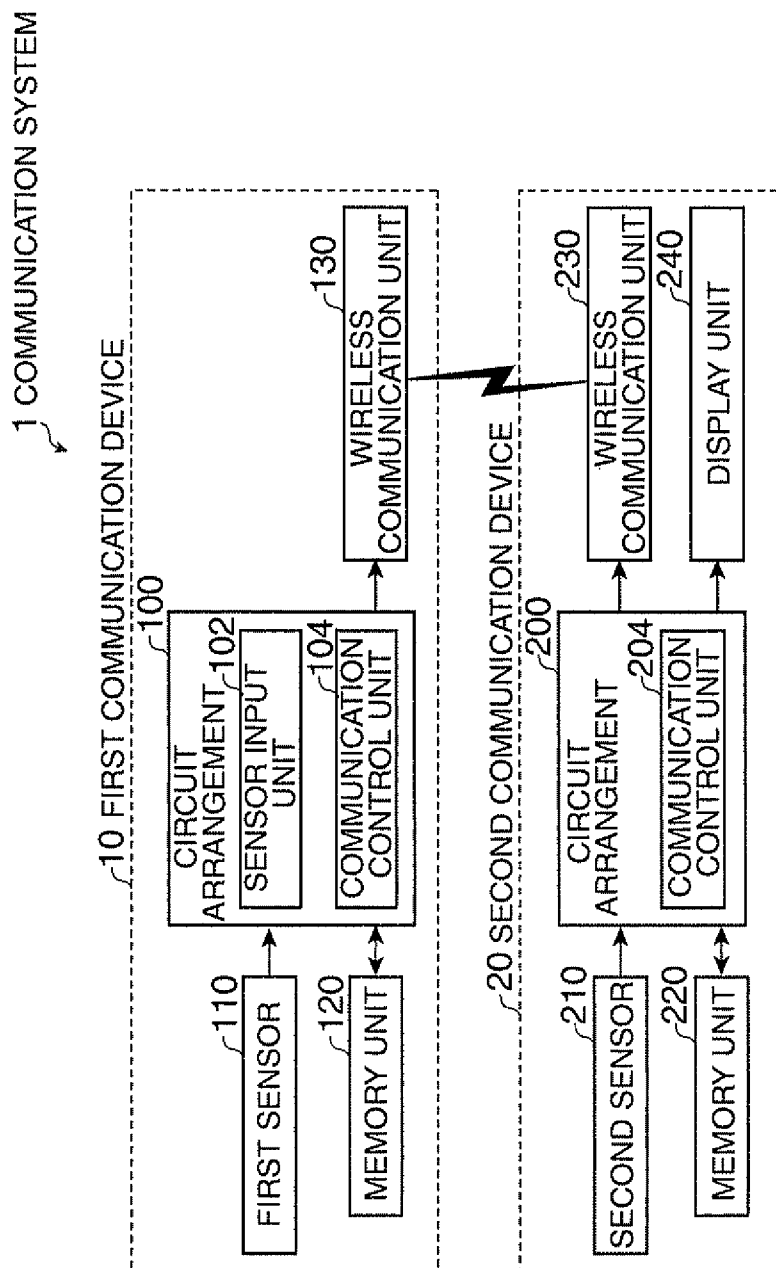 1 COMMUNICATION SYSTEM
10 FIRST COMMUNICATION DEVICE
110
FIRST SENSOR
120
MEMORY UNIT
100
CIRCUIT
ARRANGEMENT
102
SENSOR INPUT
UNIT
104
COMMUNICATION
CONTROL UNIT
130
WIRELESS
COMMUNICATION UNIT
20 SECOND COMMUNICATION DEVICE
210
SECOND SENSOR
220
MEMORY UNIT
200
CIRCUIT
ARRANGEMENT
204
COMMUNICATION
CONTROL UNIT
230
WIRELESS
COMMUNICATION UNIT
240
DISPLAY UNIT